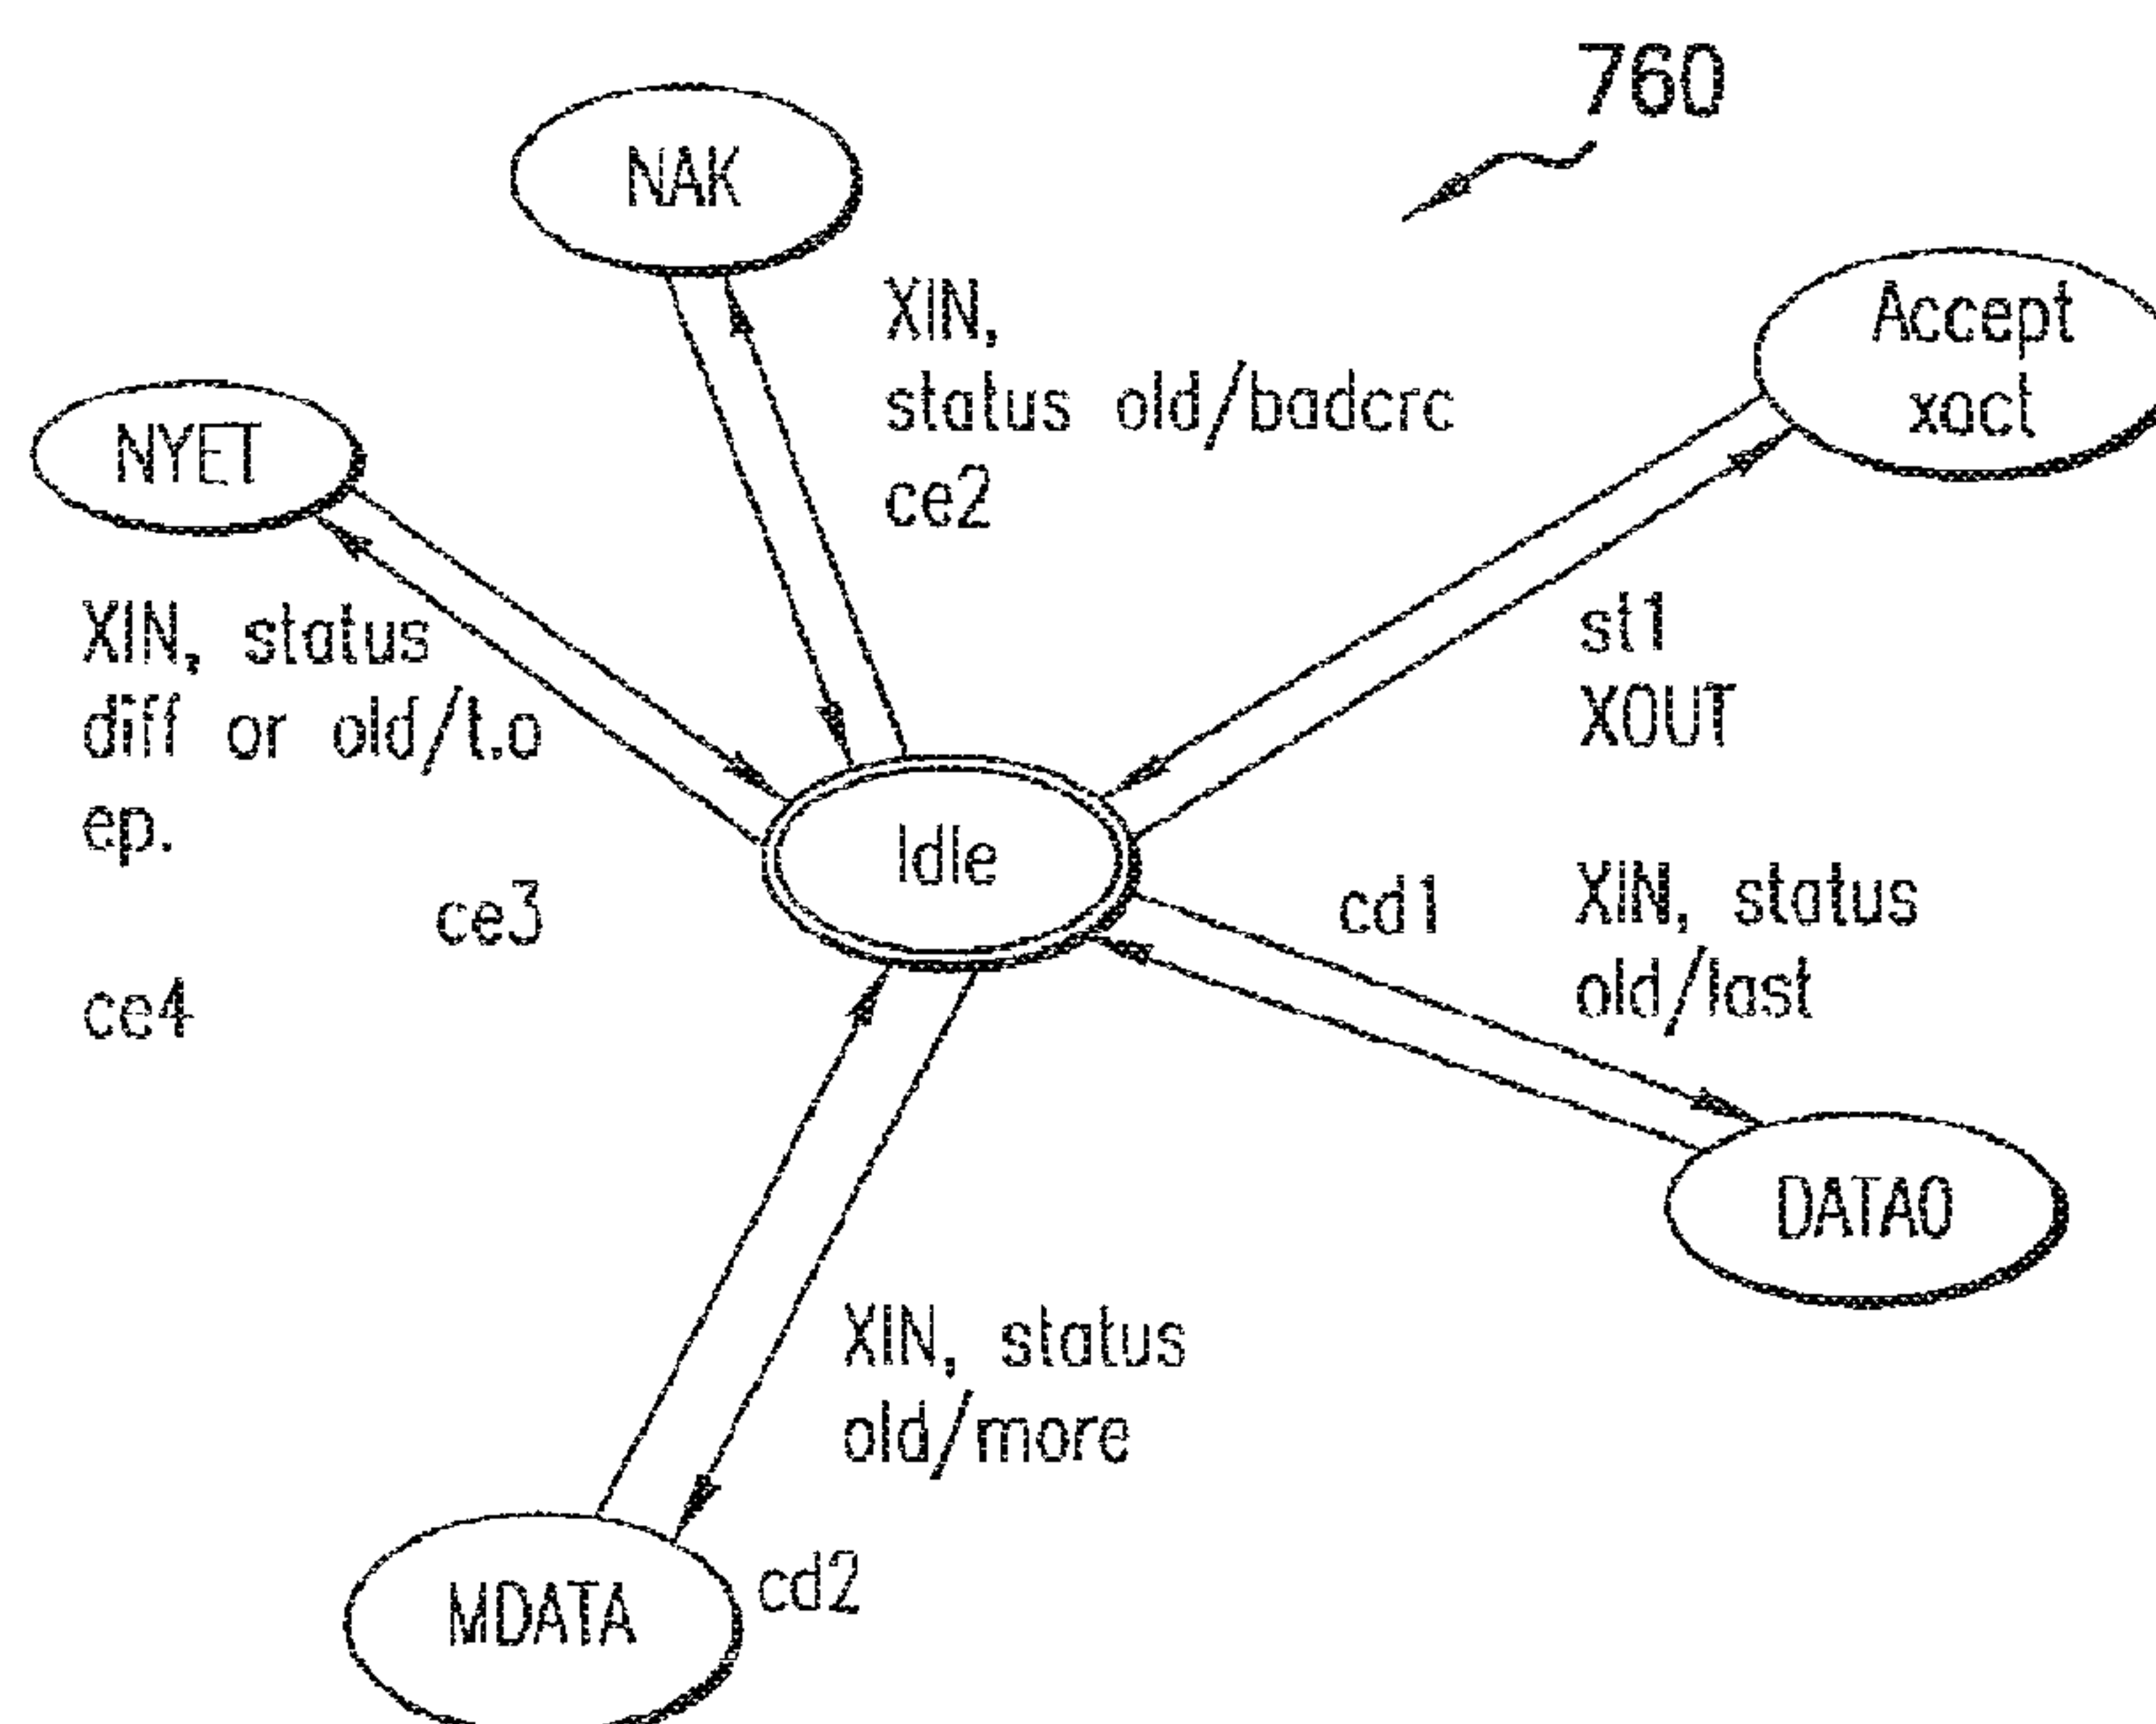 760
NAK
XIN,
status old/badcrc
ce2
Accept
xact
NYET
XIN, status
diff or old/t.o
ep.
ce3
ce4
st1
XOUT
Idle
cd1
XIN, status
old/last
DATA0
XIN, status
old/more
MDATA
cd2